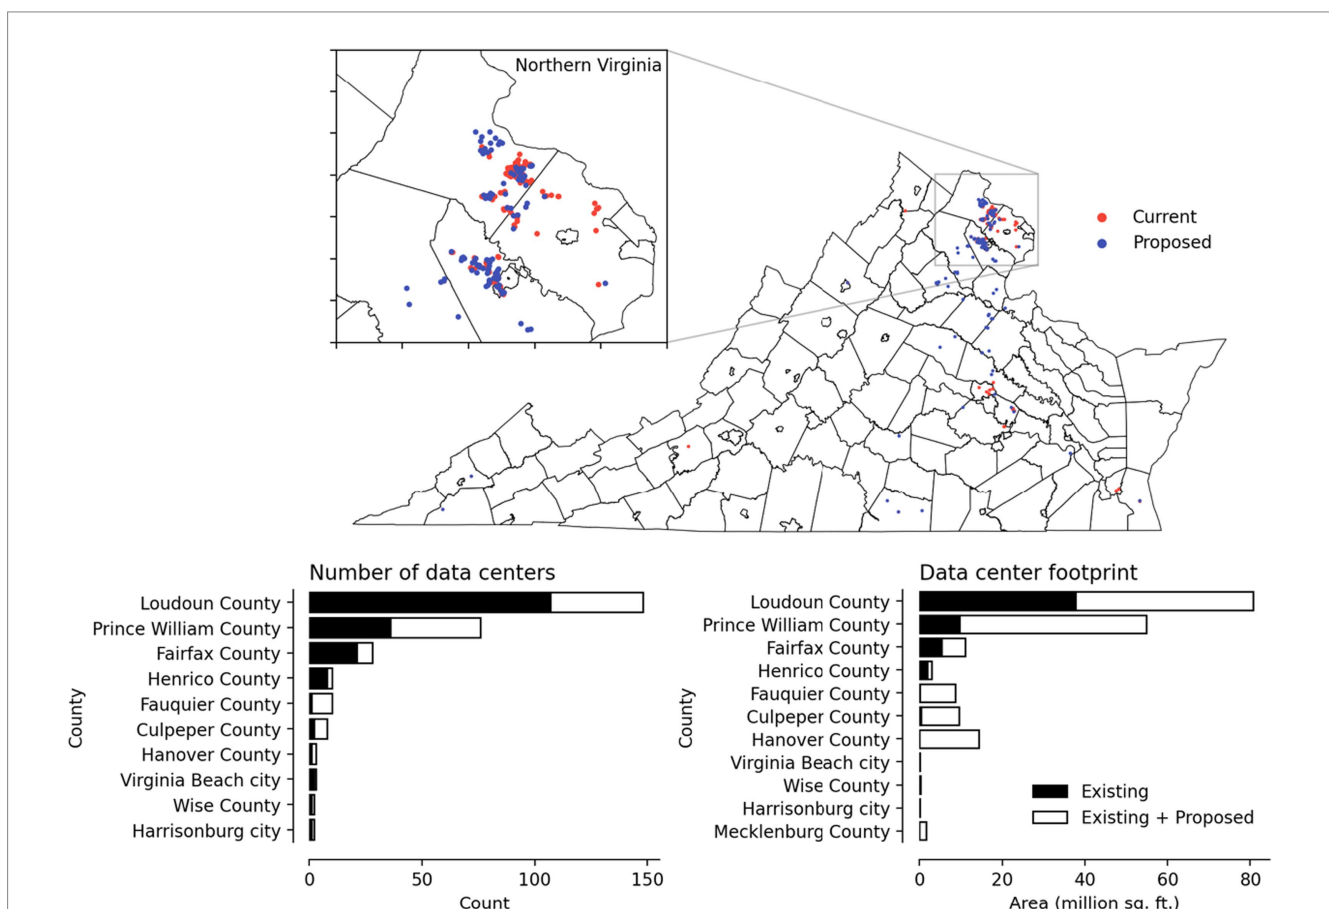 Northern Virginia
Current
Proposed
Number of data centers
Loudoun County
Prince William County
Fairfax County
Henrico County
Fauquier County
Culpeper County
Hanover County
Virginia Beach city
Wise County
Harrisonburg city
County
0 50 100 150
Count
Data center footprint
Loudoun County
Prince William County
Fairfax County
Henrico County
Fauquier County
Culpeper County
Hanover County
Virginia Beach city
Wise County
Harrisonburg city
Mecklenburg County
County
Existing
Existing + Proposed
0 20 40 60 80
Area (million sq. ft.)